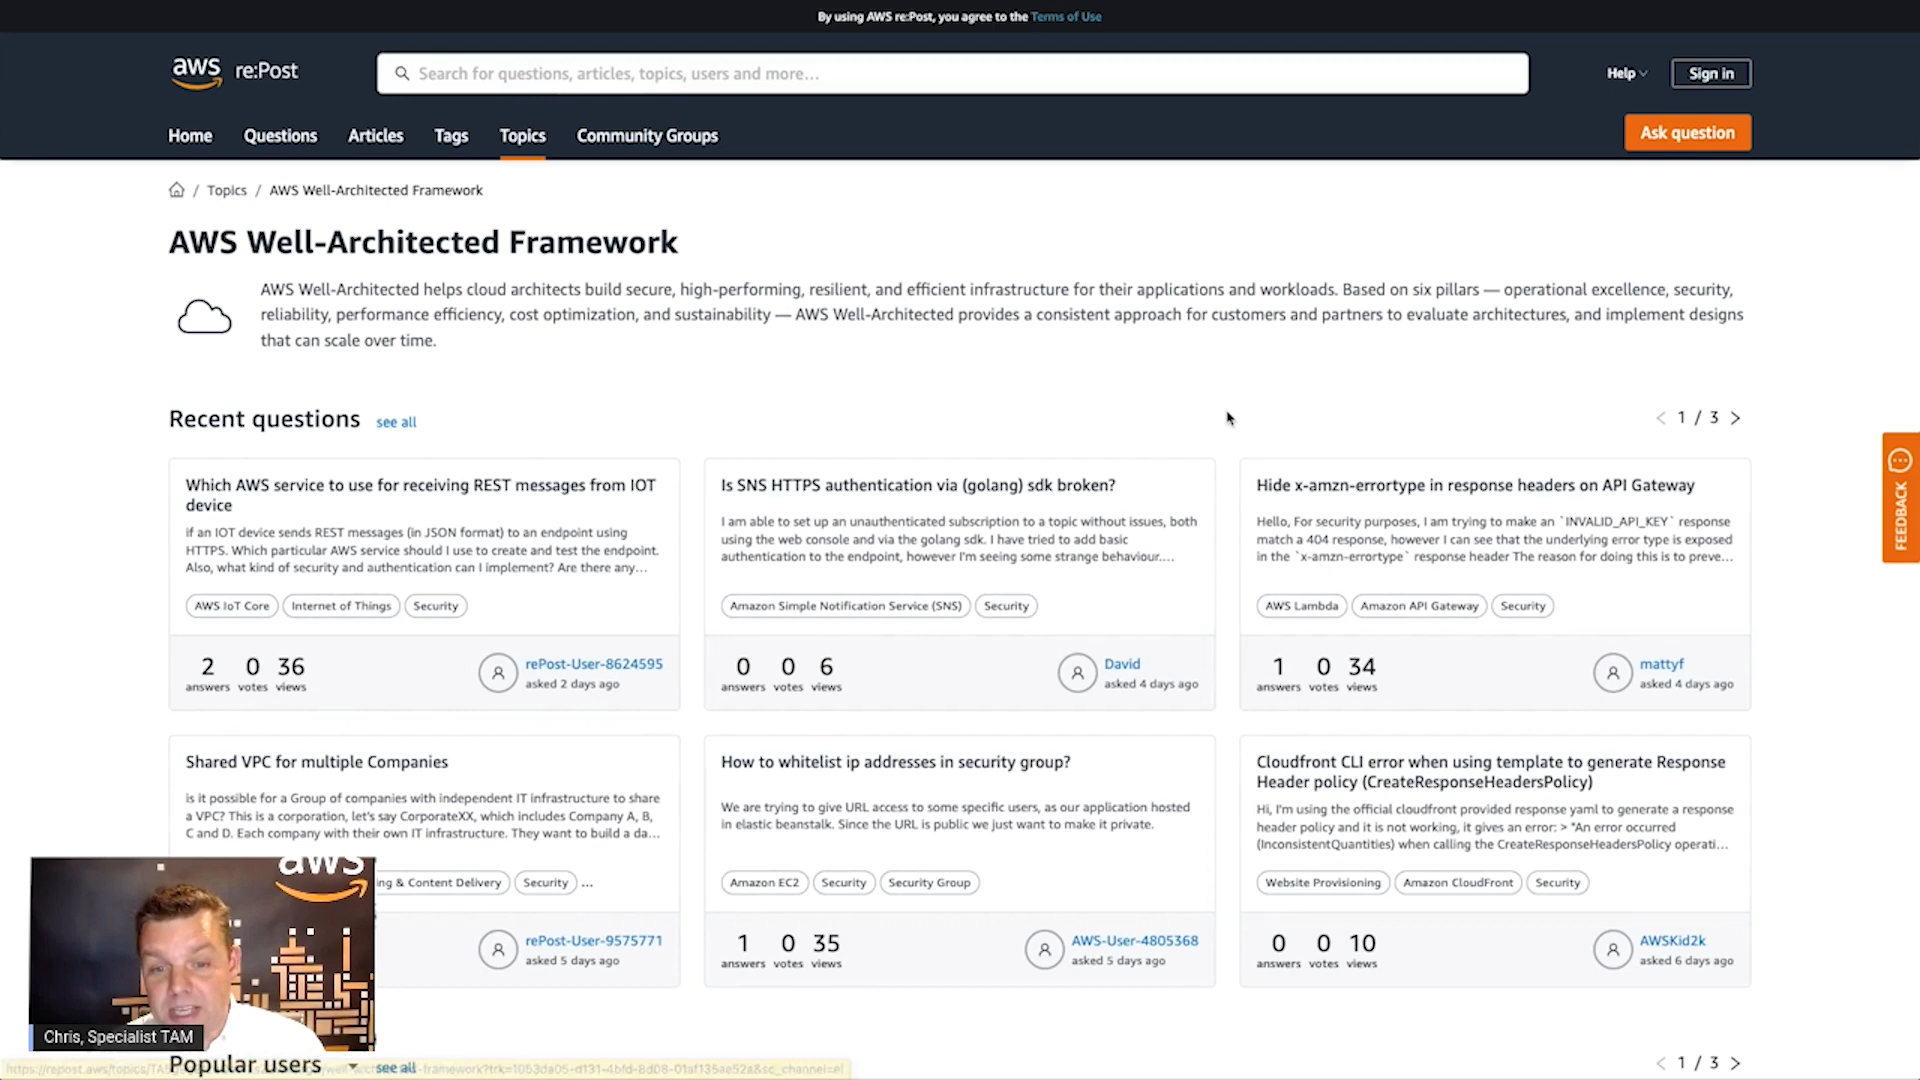 By using AWS re:Post, you agree to the Terms of Use
aws re:Post
Search for questions, articles, topics, users and more...
Help
Sign in
Home Questions Articles Tags Topics Community Groups
Ask question
/ Topics / AWS Well-Architected Framework
AWS Well-Architected Framework
AWS Well-Architected helps cloud architects build secure, high-performing, resilient, and efficient infrastructure for their applications and workloads. Based on six pillars — operational excellence, security,
reliability, performance efficiency, cost optimization, and sustainability — AWS Well-Architected provides a consistent approach for customers and partners to evaluate architectures, and implement designs
that can scale over time.
Recent questions see all
1 / 3
FEEDBACK
Which AWS service to use for receiving REST messages from IOT
device
if an IOT device sends REST messages (in JSON format) to an endpoint using
HTTPS. Which particular AWS service should I use to create and test the endpoint.
Also, what kind of security and authentication can I implement? Are there any...
AWS IoT Core Internet of Things Security
2 0 36
answers votes views
rePost-User-8624595
asked 2 days ago
Is SNS HTTPS authentication via (golang) sdk broken?
I am able to set up an unauthenticated subscription to a topic without issues, both
using the web console and via the golang sdk. I have tried to add basic
authentication to the endpoint, however I'm seeing some strange behaviour....
Amazon Simple Notification Service (SNS) Security
0 0 6
answers votes views
David
asked 4 days ago
Hide x-amzn-errortype in response headers on API Gateway
Hello, For security purposes, I am trying to make an `INVALID_API_KEY` response
match a 404 response, however I can see that the underlying error type is exposed
in the `x-amzn-errortype` response header The reason for doing this is to preve...
AWS Lambda Amazon API Gateway Security
1 0 34
answers votes views
mattyf
asked 4 days ago
Shared VPC for multiple Companies
is it possible for a Group of companies with independent IT infrastructure to share
a VPC? This is a corporation, let's say CorporateXX, which includes Company A, B,
C and D. Each company with their own IT infrastructure. They want to build a da...
ing & Content Delivery Security ...
rePost-User-9575771
asked 5 days ago
How to whitelist ip addresses in security group?
We are trying to give URL access to some specific users, as our application hosted
in elastic beanstalk. Since the URL is public we just want to make it private.
Amazon EC2 Security Security Group
1 0 35
answers votes views
AWS-User-4805368
asked 5 days ago
Cloudfront CLI error when using template to generate Response
Header policy (CreateResponseHeadersPolicy)
Hi, I'm using the official cloudfront provided response yaml to generate a response
header policy and it is not working, it gives an error: > "An error occurred
(InconsistentQuantities) when calling the CreateResponseHeadersPolicy operati...
Website Provisioning Amazon CloudFront Security
0 0 10
answers votes views
AWSKid2k
asked 6 days ago
aws
Chris, Specialist TAM
Popular users see all
1 / 3